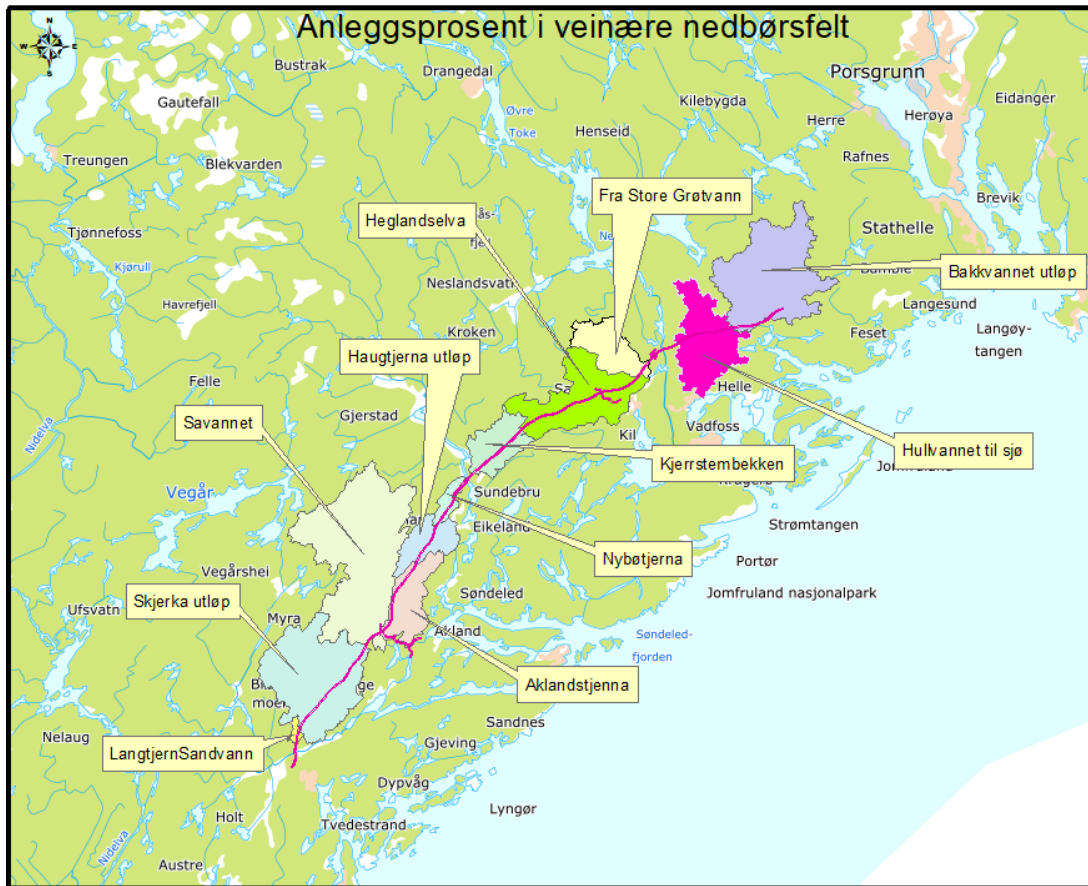 Anleggsprosent i veinære nedbørsfelt
N
W
E
S
Bustrak
Drangedal
Porsgrunn
Gautefall
Øvre
Toke
Kilebygda
Eidanger
Herre
Herøya
Henseid
Treungen
Blekvarden
Rafnes
Fra Store Grøtvann
Brevik
Heglandselva
Stathelle
Tjønnefoss
Kjørull
Bakkvannet utløp
Neslandsvatn
Havrefjell
Langesund
Kroken
Feset
Langøy-
tangen
Haugtjerna utløp
Felle
Helle
Gjerstad
Savannet
Vadfoss
Kil
Hullvannet til sjø
Nidelva
Kjerrstembekken
Jomfruland
Kragerø
Vegår
Sundebru
Strømtangen
Eikeland
Nybøtjerna
Portør
Vegårshei
Søndeled
Jomfruland nasjonalpark
Skjerka utløp
Ufsvatn
Myra
Akland
Søndeled-
fjorden
Aklandstjenna
Sandnes
Nelaug
LangtjernSandvann
Gjeving
Dypvåg
Lyngør
Holt
Tvedestrand
Nidelva
Austre